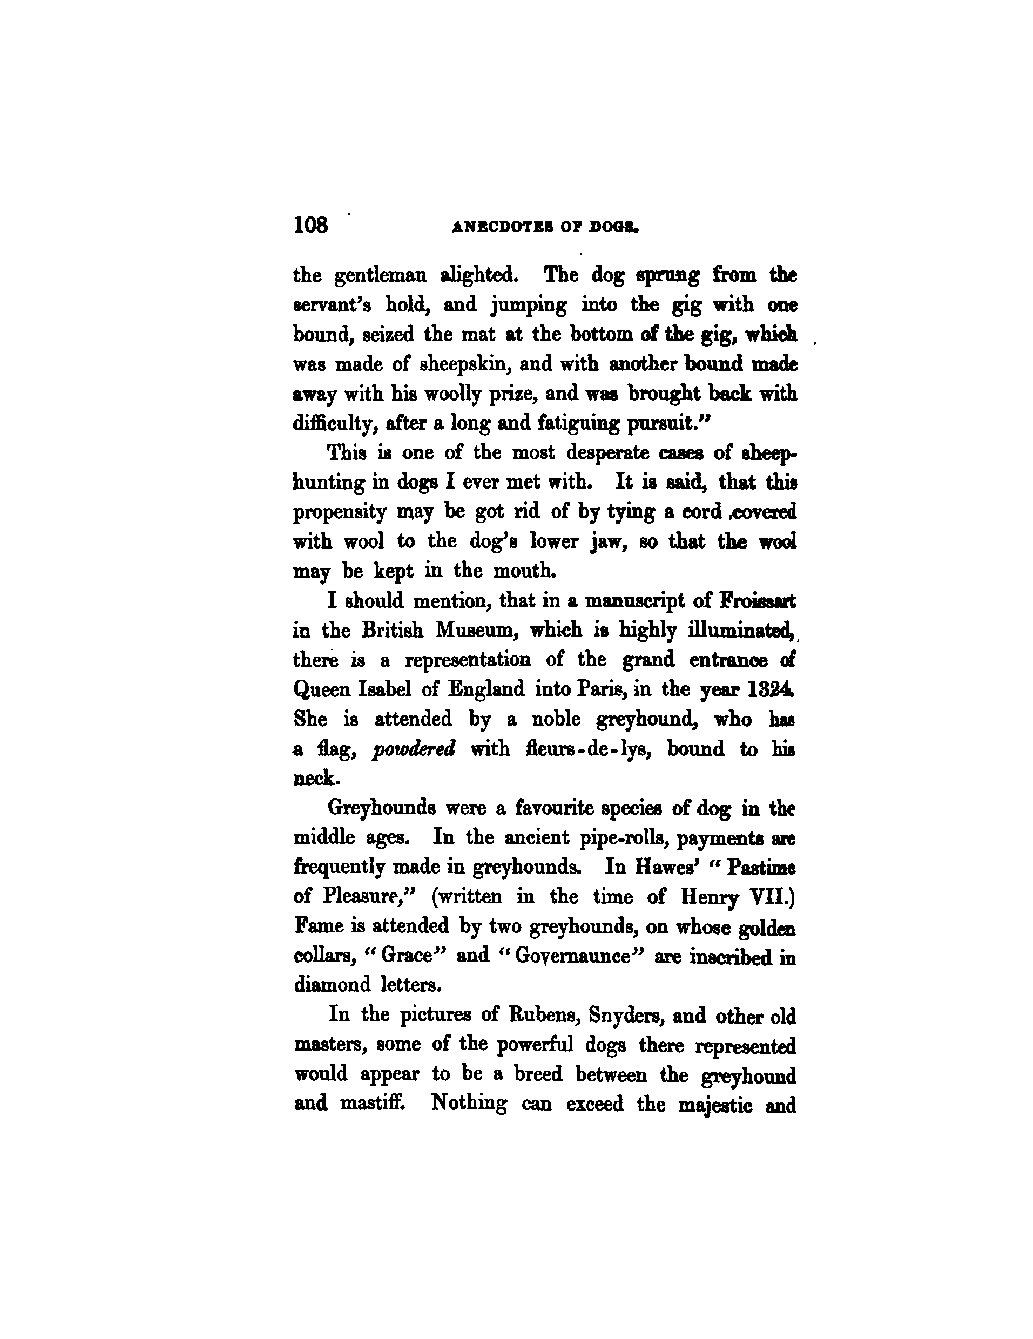 108 ANECDOTES OF DOGS.
the gentleman alighted. The dog sprung from the
servant's hold, and jumping into the gig with one
bound, seized the mat at the bottom of the gig, which
was made of sheepskin, and with another bound made
away with his woolly prize, and was brought back with
difficulty, after a long and fatiguing pursuit."
This is one of the most desperate cases of sheep-
hunting in dogs I ever met with. It is said, that this
propensity may be got rid of by tying a cord covered
with wool to the dog's lower jaw, so that the wool
may be kept in the mouth.
I should mention, that in a manuscript of Froissart
in the British Museum, which is highly illuminated,
there is a representation of the grand entrance of
Queen Isabel of England into Paris, in the year 1324.
She is attended by a noble greyhound, who has
a flag, powdered with fleurs-de-lys, bound to his
neck.
Greyhounds were a favourite species of dog in the
middle ages. In the ancient pipe-rolls, payments are
frequently made in greyhounds. In Hawes' "Pastime
of Pleasure," (written in the time of Henry VII.)
Fame is attended by two greyhounds, on whose golden
collars, "Grace" and "Governaunce" are inscribed in
diamond letters.
In the pictures of Rubens, Snyders, and other old
masters, some of the powerful dogs there represented
would appear to be a breed between the greyhound
and mastiff. Nothing can exceed the majestic and